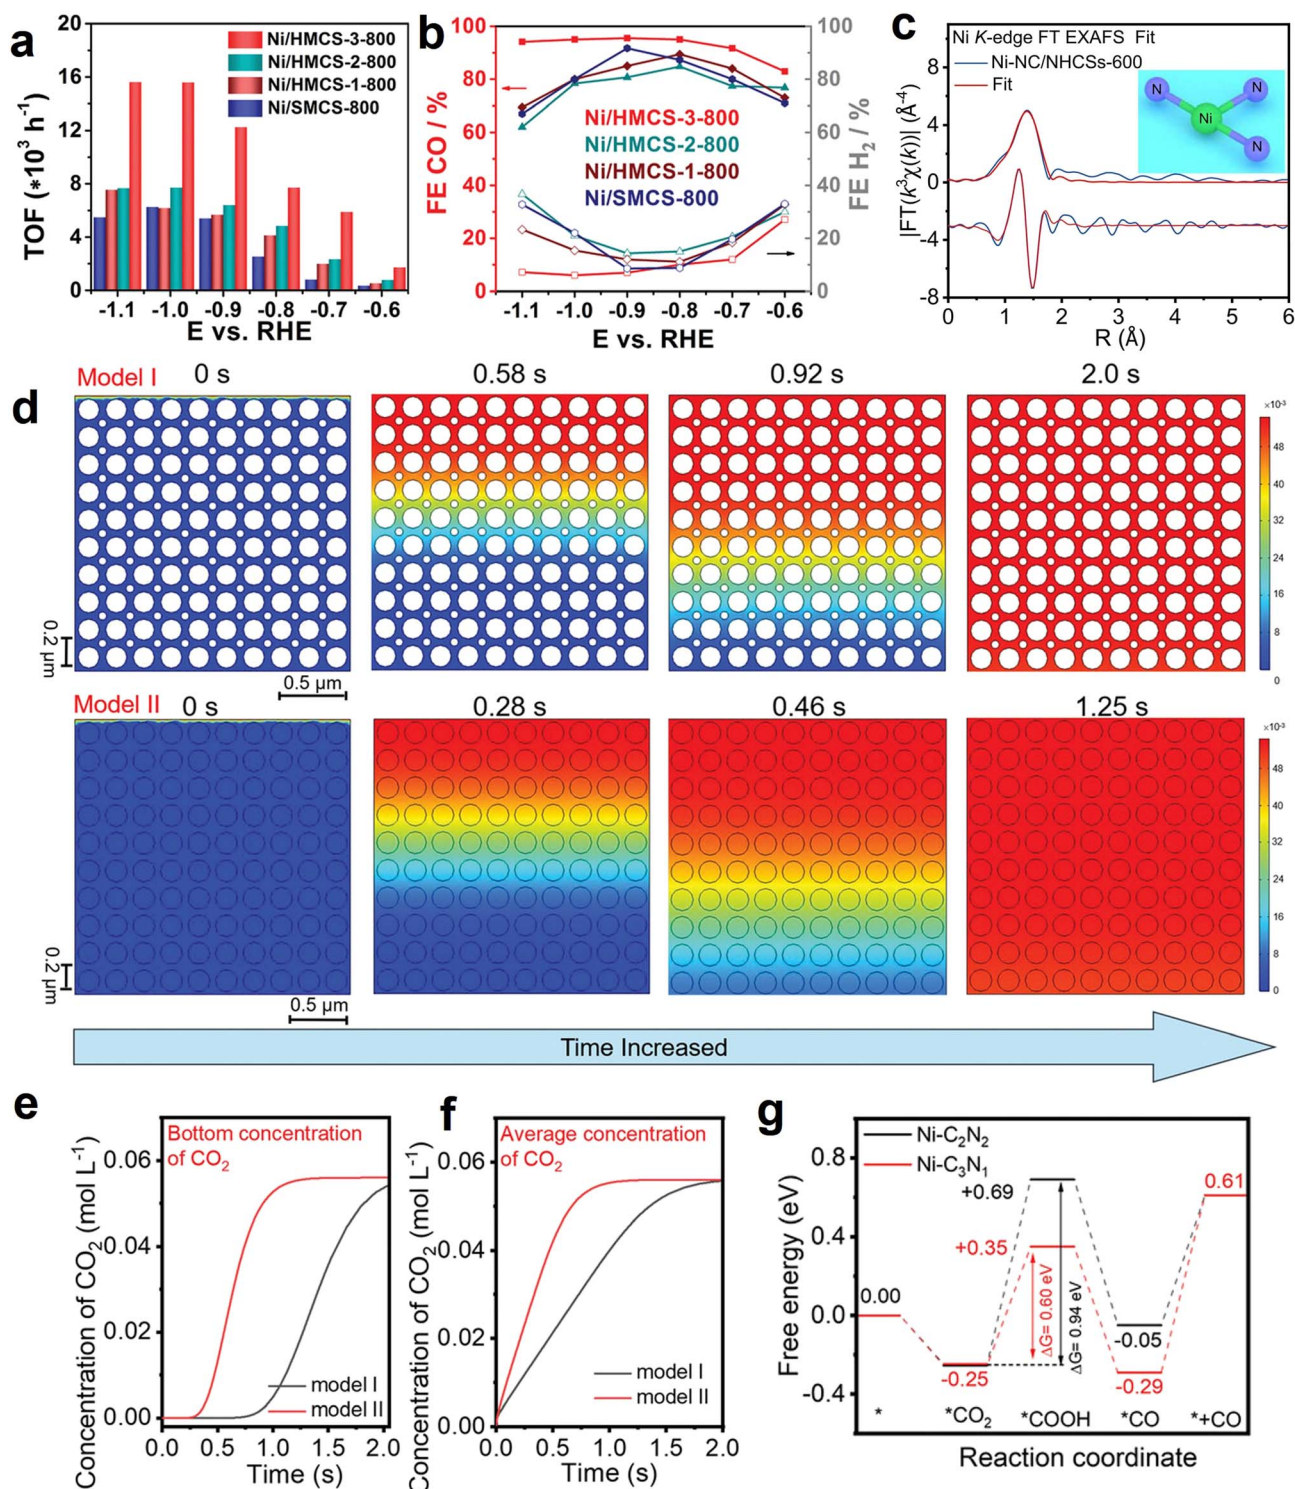 a
20
16
12
8
4
0
TOF (*10³ h⁻¹)
Ni/HMCS-3-800
Ni/HMCS-2-800
Ni/HMCS-1-800
Ni/SMCS-800
-1.1 -1.0 -0.9 -0.8 -0.7 -0.6
E vs. RHE
b
100
80
60
40
20
0
FE CO / %
Ni/HMCS-3-800
Ni/HMCS-2-800
Ni/HMCS-1-800
Ni/SMCS-800
100
80
60
40
20
0
FE H₂ / %
-1.1 -1.0 -0.9 -0.8 -0.7 -0.6
E vs. RHE
c
Ni K-edge FT EXAFS Fit
Ni-NC/NHCSs-600
Fit
N
N
Ni
N
8
4
0
-4
-8
|FT(k³χ(k))| (Å⁻⁴)
0 1 2 3 4 5 6
R (Å)
d
Model I
0 s
0.58 s
0.92 s
2.0 s
×10⁻³
48
40
32
24
16
8
0
0.2 μm
0.5 μm
Model II
0 s
0.28 s
0.46 s
1.25 s
×10⁻³
48
40
32
24
16
8
0
0.2 μm
0.5 μm
Time Increased
e
Bottom concentration
of CO₂
0.06
0.04
0.02
0.00
Concentration of CO₂ (mol L⁻¹)
model I
model II
0.0 0.5 1.0 1.5 2.0
Time (s)
f
Average concentration
of CO₂
0.06
0.04
0.02
0.00
Concentration of CO₂ (mol L⁻¹)
model I
model II
0.0 0.5 1.0 1.5 2.0
Time (s)
g
Ni-C₂N₂
Ni-C₃N₁
0.8
0.4
0.0
-0.4
Free energy (eV)
0.00
-0.25
+0.69
+0.35
ΔG= 0.60 eV
ΔG= 0.94 eV
-0.05
-0.29
0.61
* *CO₂ *COOH *CO *+CO
Reaction coordinate